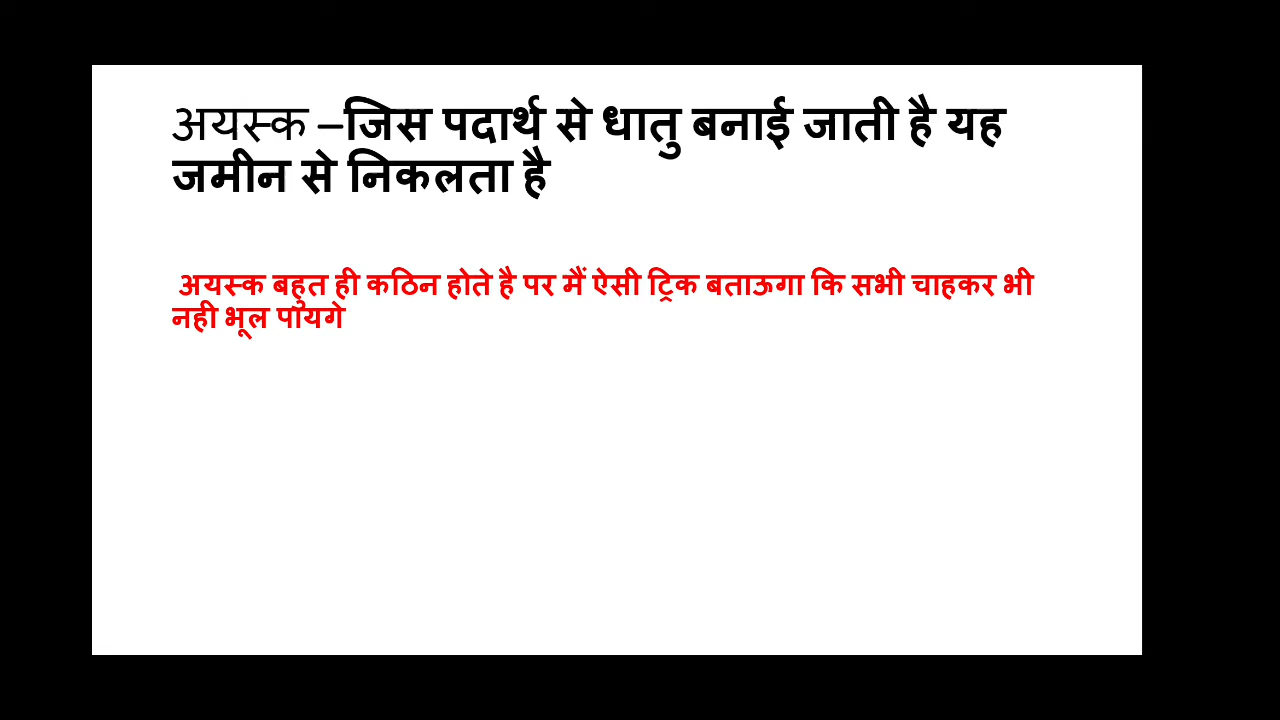 अयस्क –जिस पदार्थ से धातु बनाई जाती है यह
जमीन से निकलता है
अयस्क बहुत ही कठिन होते है पर मैं ऐसी ट्रिक बताऊगा कि सभी चाहकर भी
नही भूल पायगे